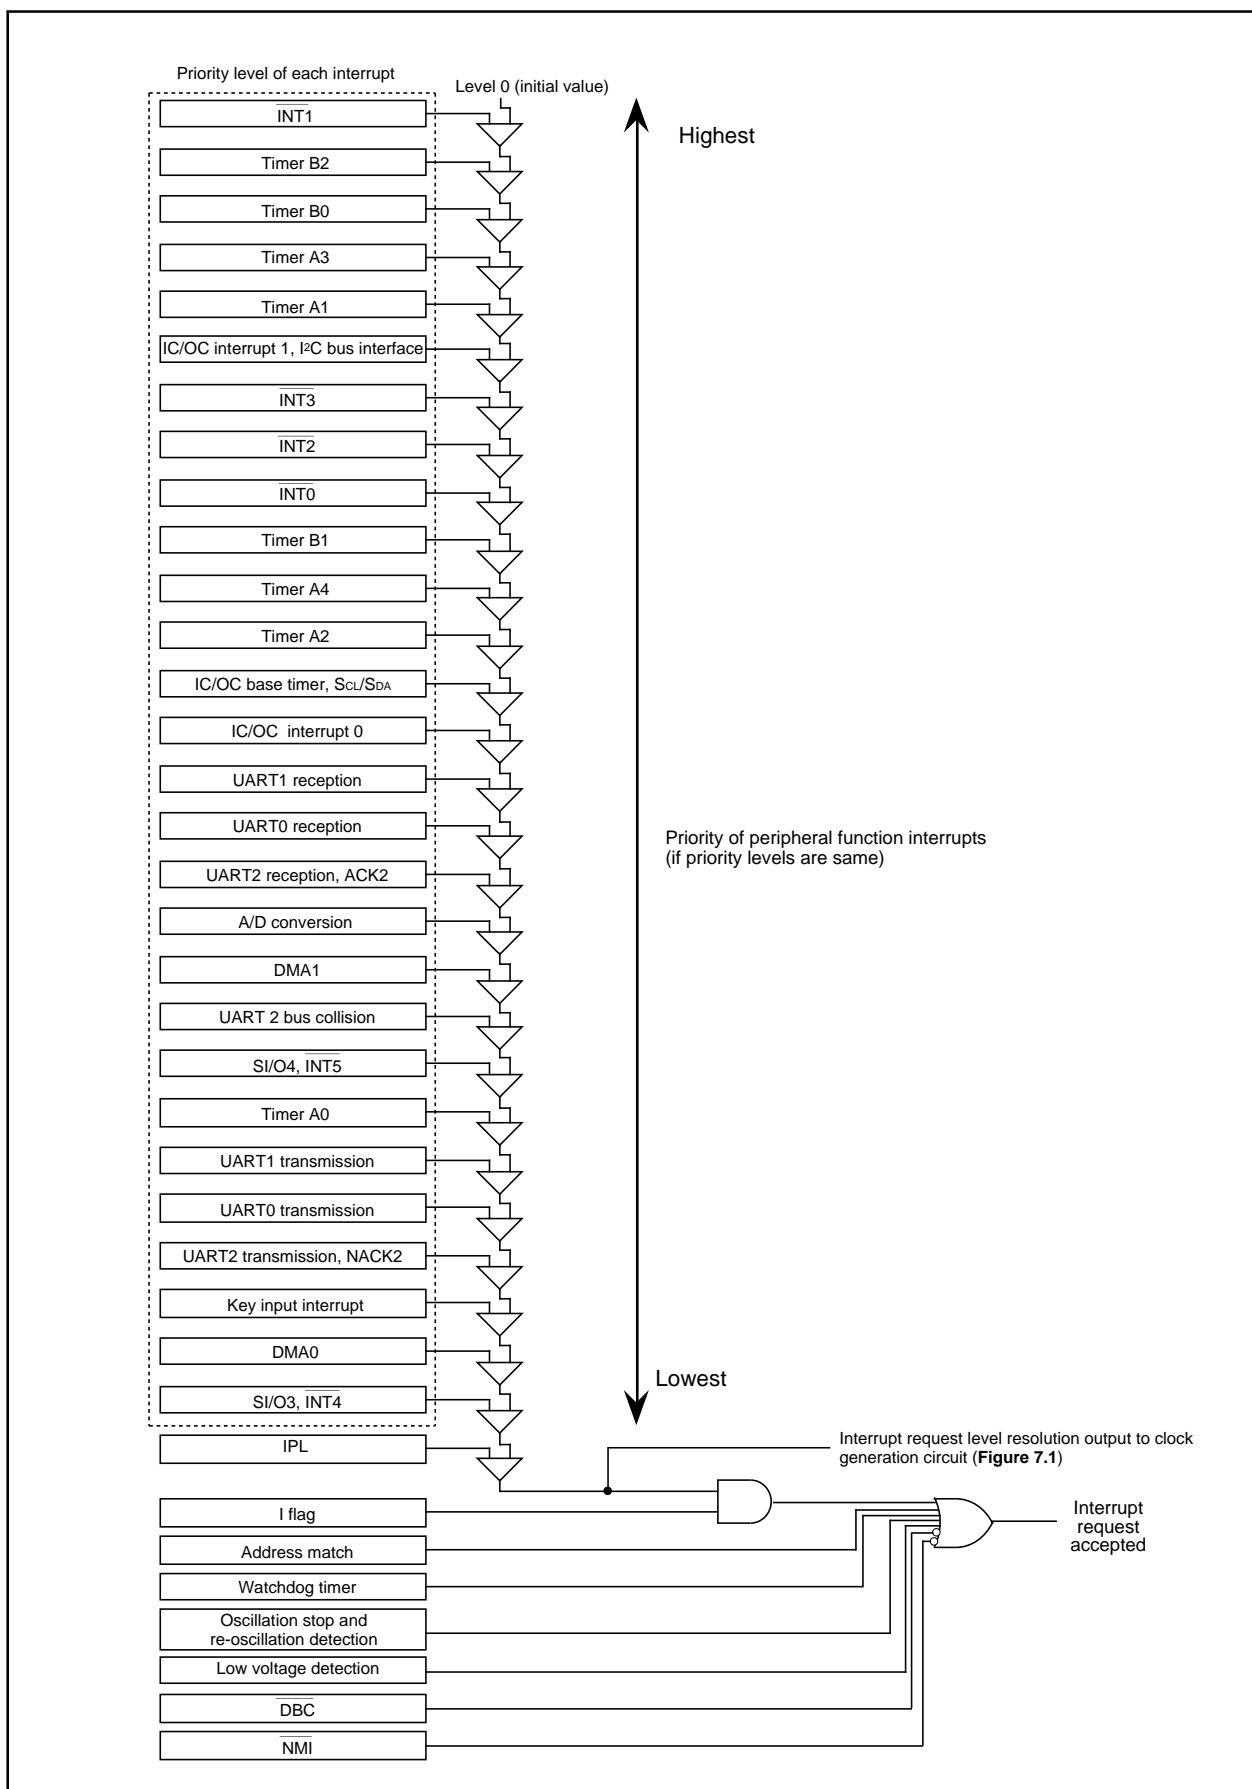 Priority level of each interrupt
Level 0 (initial value)
INT1
Highest
Timer B2
Timer B0
Timer A3
Timer A1
IC/OC interrupt 1, I²C bus interface
INT3
INT2
INT0
Timer B1
Timer A4
Timer A2
IC/OC base timer, SCL/SDA
IC/OC interrupt 0
UART1 reception
UART0 reception
Priority of peripheral function interrupts
(if priority levels are same)
UART2 reception, ACK2
A/D conversion
DMA1
UART 2 bus collision
SI/O4, INT5
Timer A0
UART1 transmission
UART0 transmission
UART2 transmission, NACK2
Key input interrupt
DMA0
Lowest
SI/O3, INT4
IPL
Interrupt request level resolution output to clock
generation circuit (Figure 7.1)
I flag
Interrupt
request
accepted
Address match
Watchdog timer
Oscillation stop and
re-oscillation detection
Low voltage detection
DBC
NMI